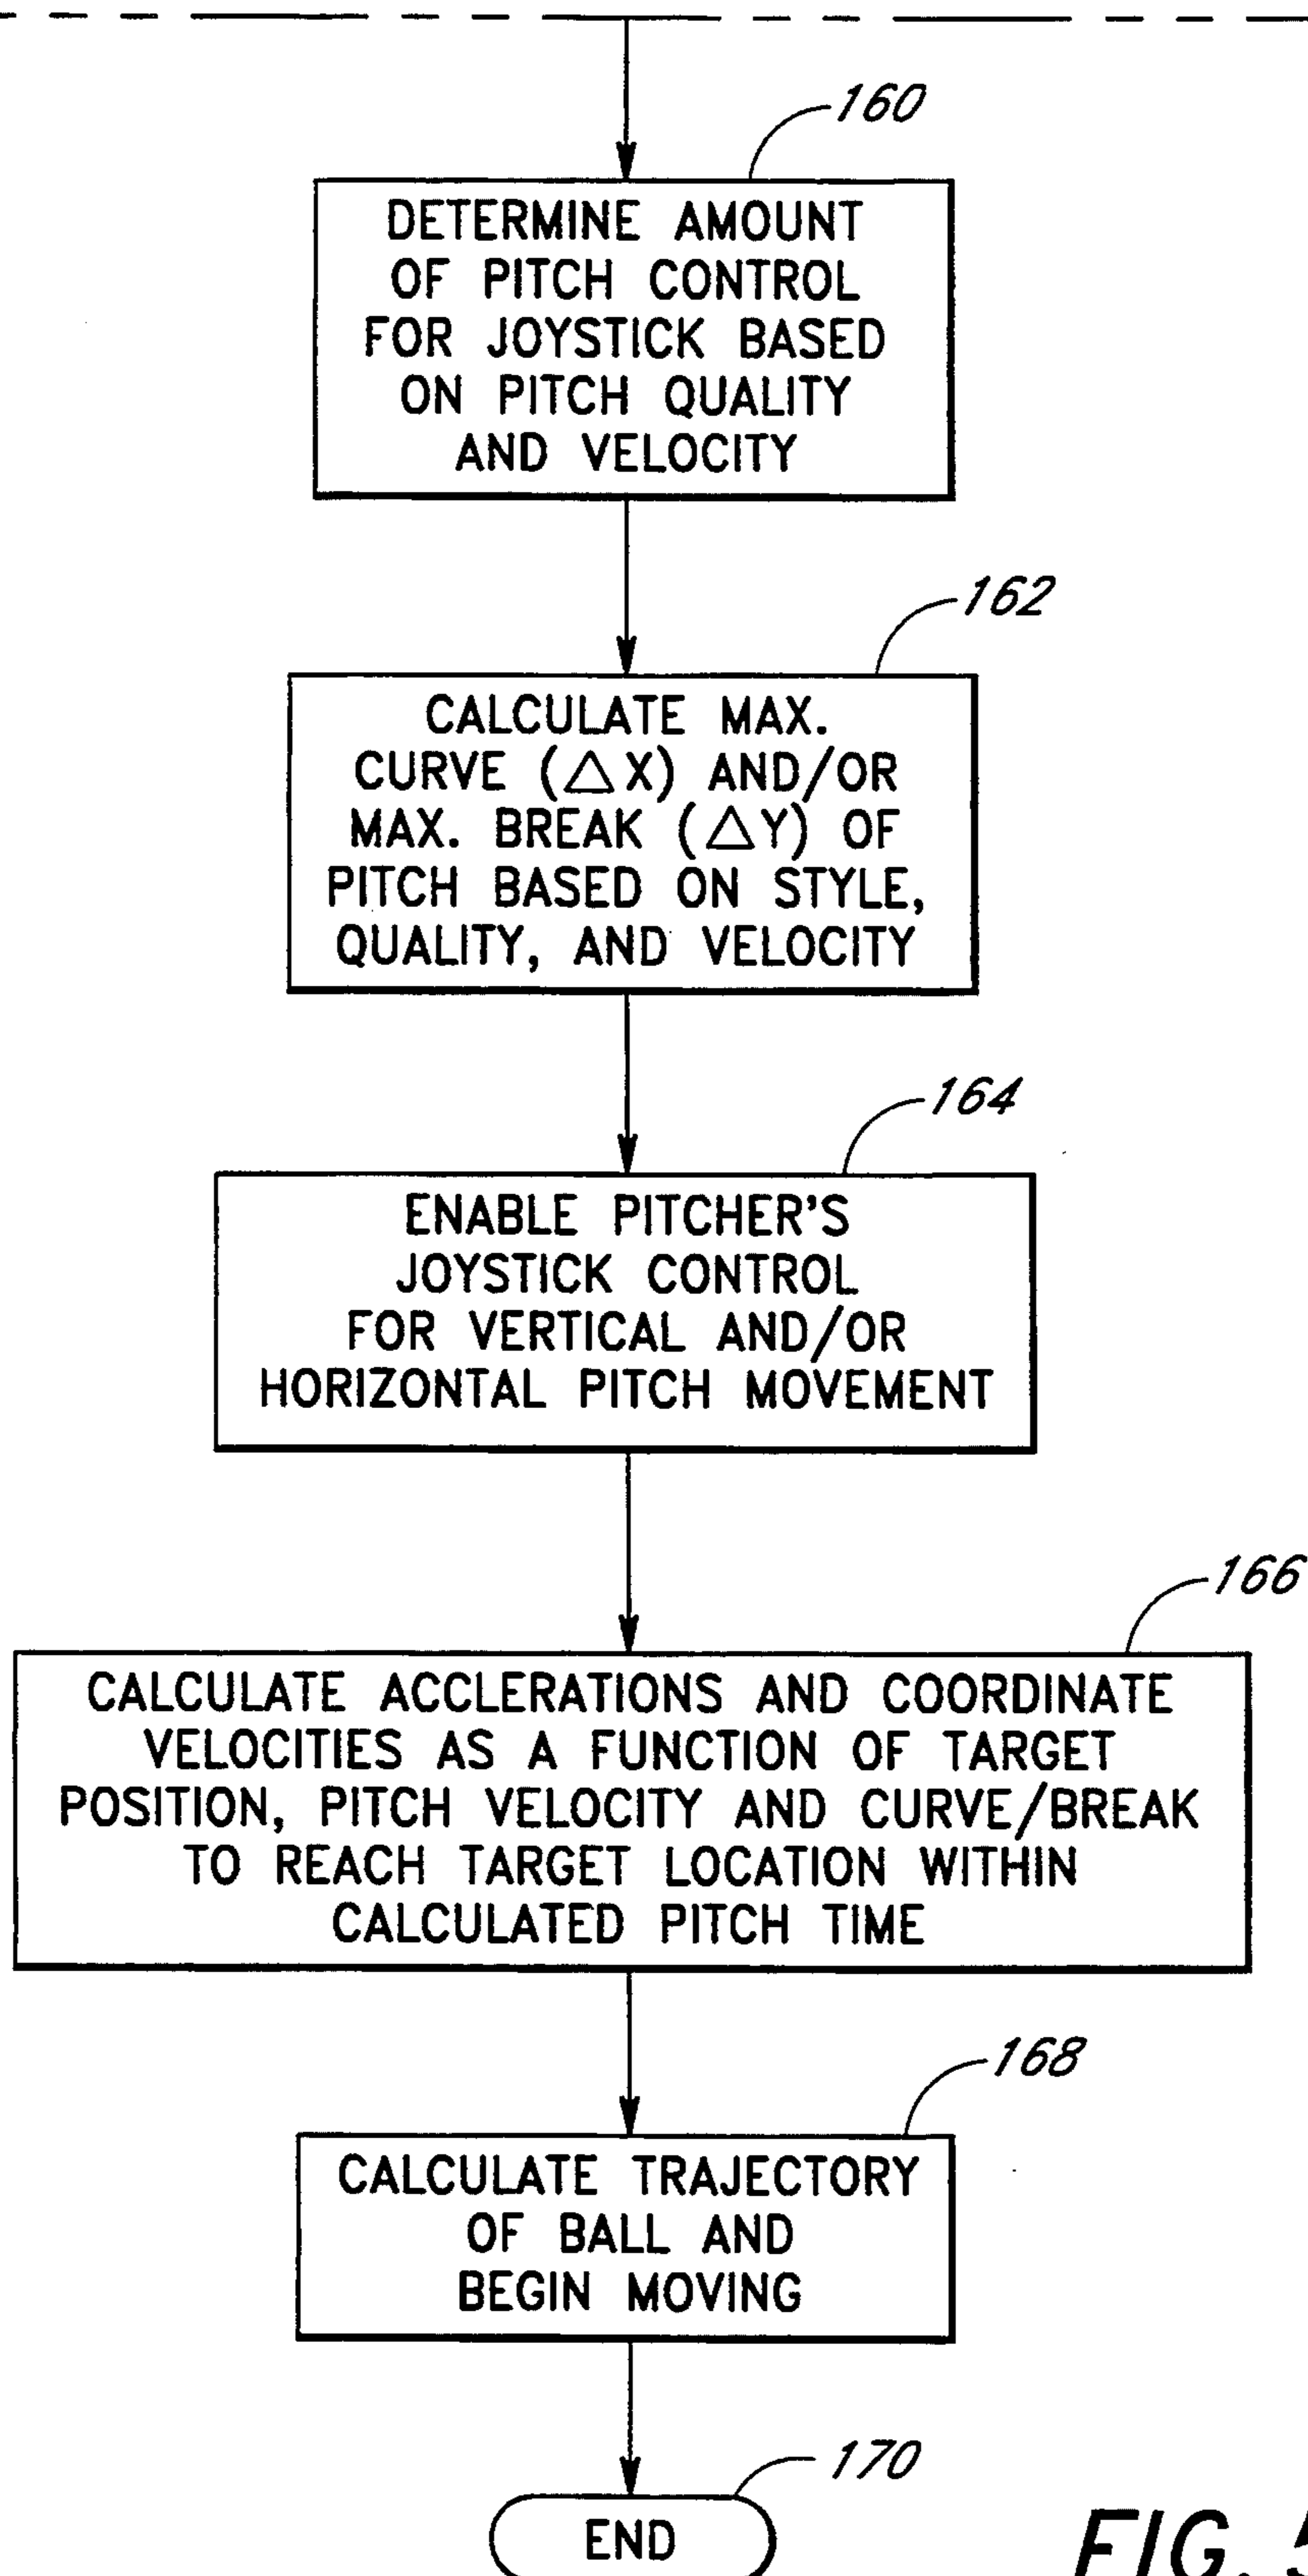 160
DETERMINE AMOUNT
OF PITCH CONTROL
FOR JOYSTICK BASED
ON PITCH QUALITY
AND VELOCITY
162
CALCULATE MAX.
CURVE (△X) AND/OR
MAX. BREAK (△Y) OF
PITCH BASED ON STYLE,
QUALITY, AND VELOCITY
164
ENABLE PITCHER'S
JOYSTICK CONTROL
FOR VERTICAL AND/OR
HORIZONTAL PITCH MOVEMENT
166
CALCULATE ACCLERATIONS AND COORDINATE
VELOCITIES AS A FUNCTION OF TARGET
POSITION, PITCH VELOCITY AND CURVE/BREAK
TO REACH TARGET LOCATION WITHIN
CALCULATED PITCH TIME
168
CALCULATE TRAJECTORY
OF BALL AND
BEGIN MOVING
170
END
FIG.